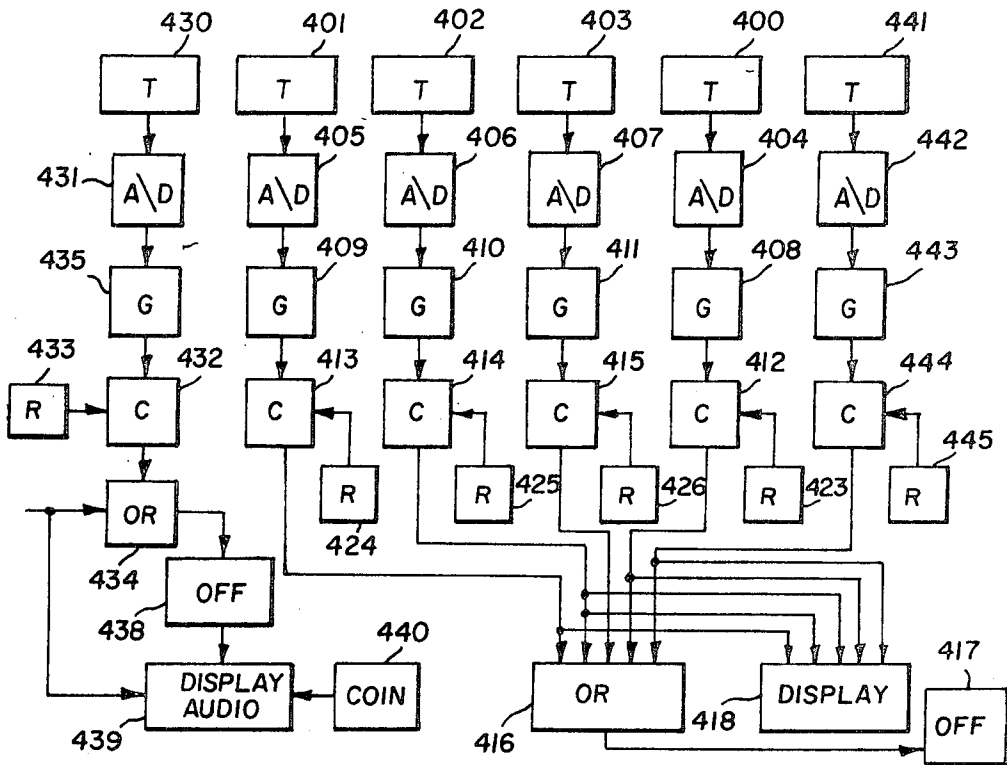 430 401 402 403 400 441
T T T T T T
431 405 406 407 404 442
A\D A\D A\D A\D A\D A\D
435 409 410 411 408 443
G G G G G G
433 432 413 414 415 412 444
R C C C C C C
445
R R R R R
424 425 426 423
OR
434
OFF
438
440 417
DISPLAY AUDIO COIN OR DISPLAY OFF
439 416 418